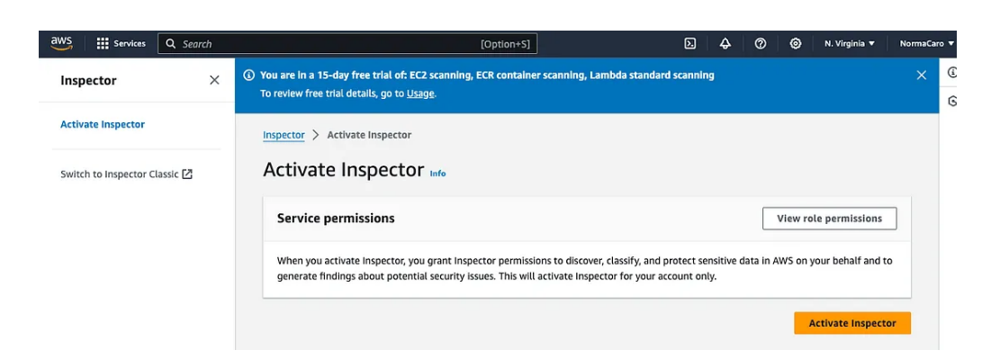 aws Services Search [Option+S] N. Virginia NormaCaro
Inspector
You are in a 15-day free trial of: EC2 scanning, ECR container scanning, Lambda standard scanning
To review free trial details, go to Usage.
Activate Inspector
Switch to Inspector Classic
Inspector > Activate Inspector
Activate Inspector Info
Service permissions
View role permissions
When you activate Inspector, you grant Inspector permissions to discover, classify, and protect sensitive data in AWS on your behalf and to
generate findings about potential security issues. This will activate Inspector for your account only.
Activate Inspector